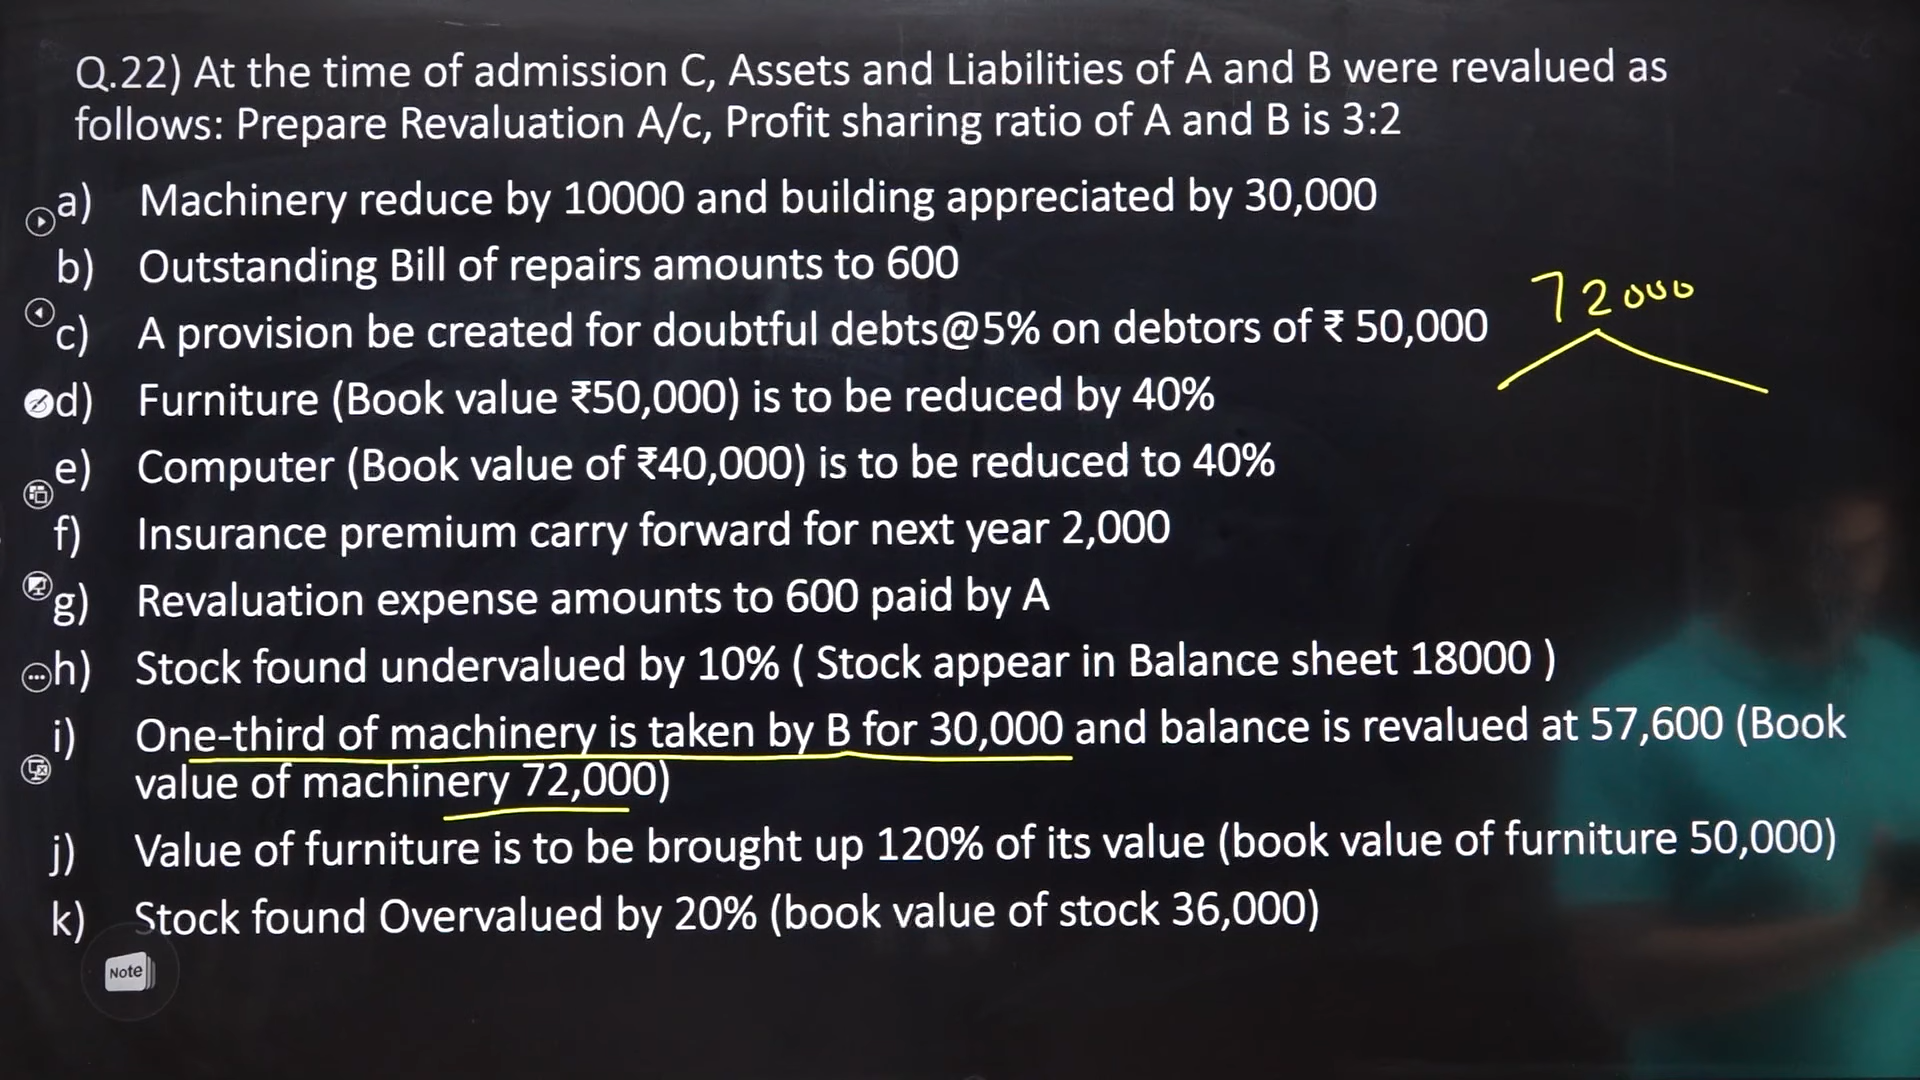 Q.22) At the time of admission C, Assets and Liabilities of A and B were revalued as
follows: Prepare Revaluation A/c, Profit sharing ratio of A and B is 3:2
a) Machinery reduce by 10000 and building appreciated by 30,000
b) Outstanding Bill of repairs amounts to 600
72000
c) A provision be created for doubtful debts@5% on debtors of ₹ 50,000
d) Furniture (Book value ₹50,000) is to be reduced by 40%
e) Computer (Book value of ₹40,000) is to be reduced to 40%
f) Insurance premium carry forward for next year 2,000
g) Revaluation expense amounts to 600 paid by A
h) Stock found undervalued by 10% ( Stock appear in Balance sheet 18000 )
i) One-third of machinery is taken by B for 30,000 and balance is revalued at 57,600 (Book
value of machinery 72,000)
j) Value of furniture is to be brought up 120% of its value (book value of furniture 50,000)
k) Stock found Overvalued by 20% (book value of stock 36,000)
Note